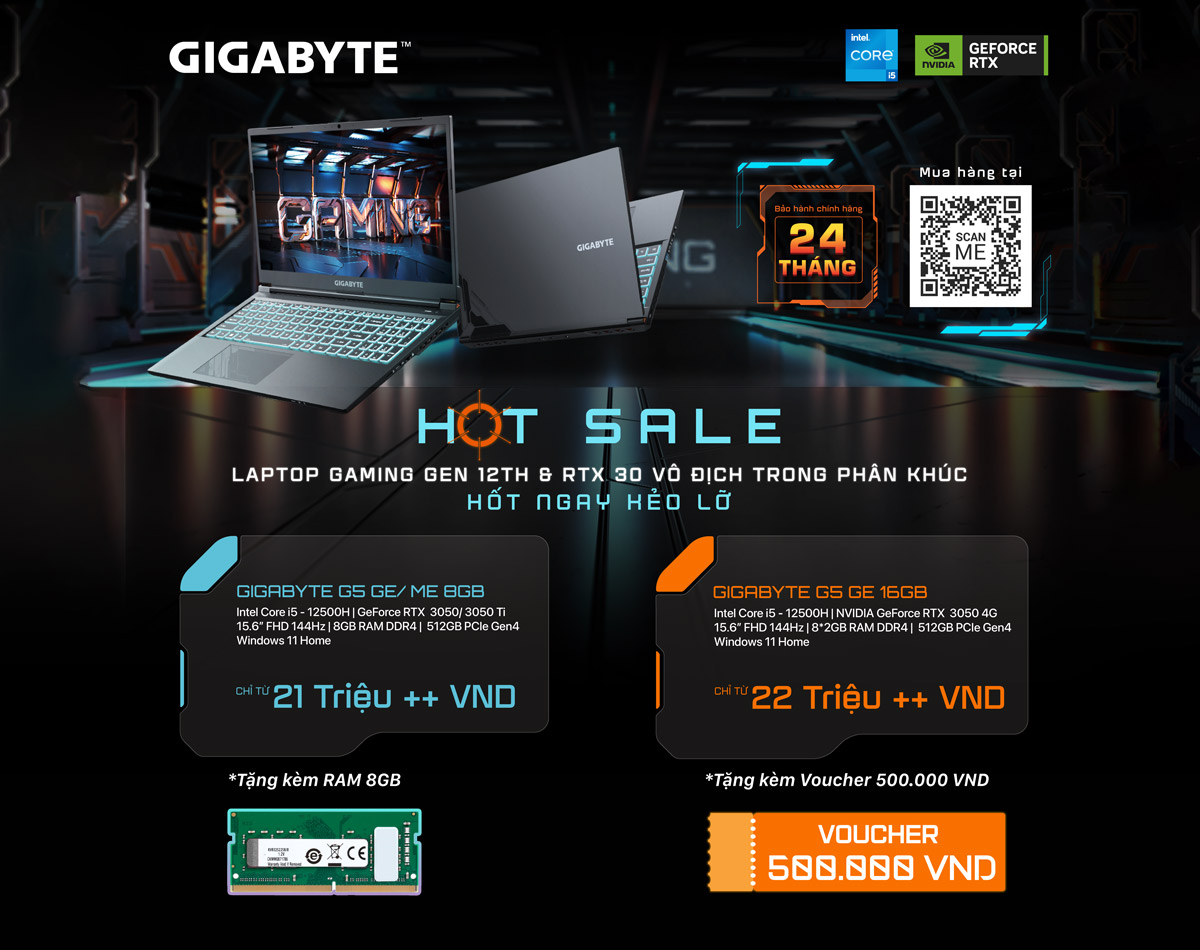 GIGABYTE™
intel.
CORE
i5
NVIDIA
GEFORCE
RTX
Mua hàng tại
Bảo hành chính hãng
24
THÁNG
SCAN
ME
GAMING
GIGABYTE
GIGABYTE
NG
HOT SALE
LAPTOP GAMING GEN 12TH & RTX 30 VÔ ĐỊCH TRONG PHÂN KHÚC
HỐT NGAY KẺO LỠ
GIGABYTE G5 GE/ ME 8GB
Intel Core i5 - 12500H | GeForce RTX 3050/ 3050 Ti
15.6” FHD 144Hz | 8GB RAM DDR4 | 512GB PCIe Gen4
Windows 11 Home
CHỈ TỪ 21 Triệu ++ VND
*Tặng kèm RAM 8GB
GIGABYTE G5 GE 16GB
Intel Core i5 - 12500H | NVIDIA GeForce RTX 3050 4G
15.6” FHD 144Hz | 8*2GB RAM DDR4 | 512GB PCIe Gen4
Windows 11 Home
CHỈ TỪ 22 Triệu ++ VND
*Tặng kèm Voucher 500.000 VND
VOUCHER
500.000 VND